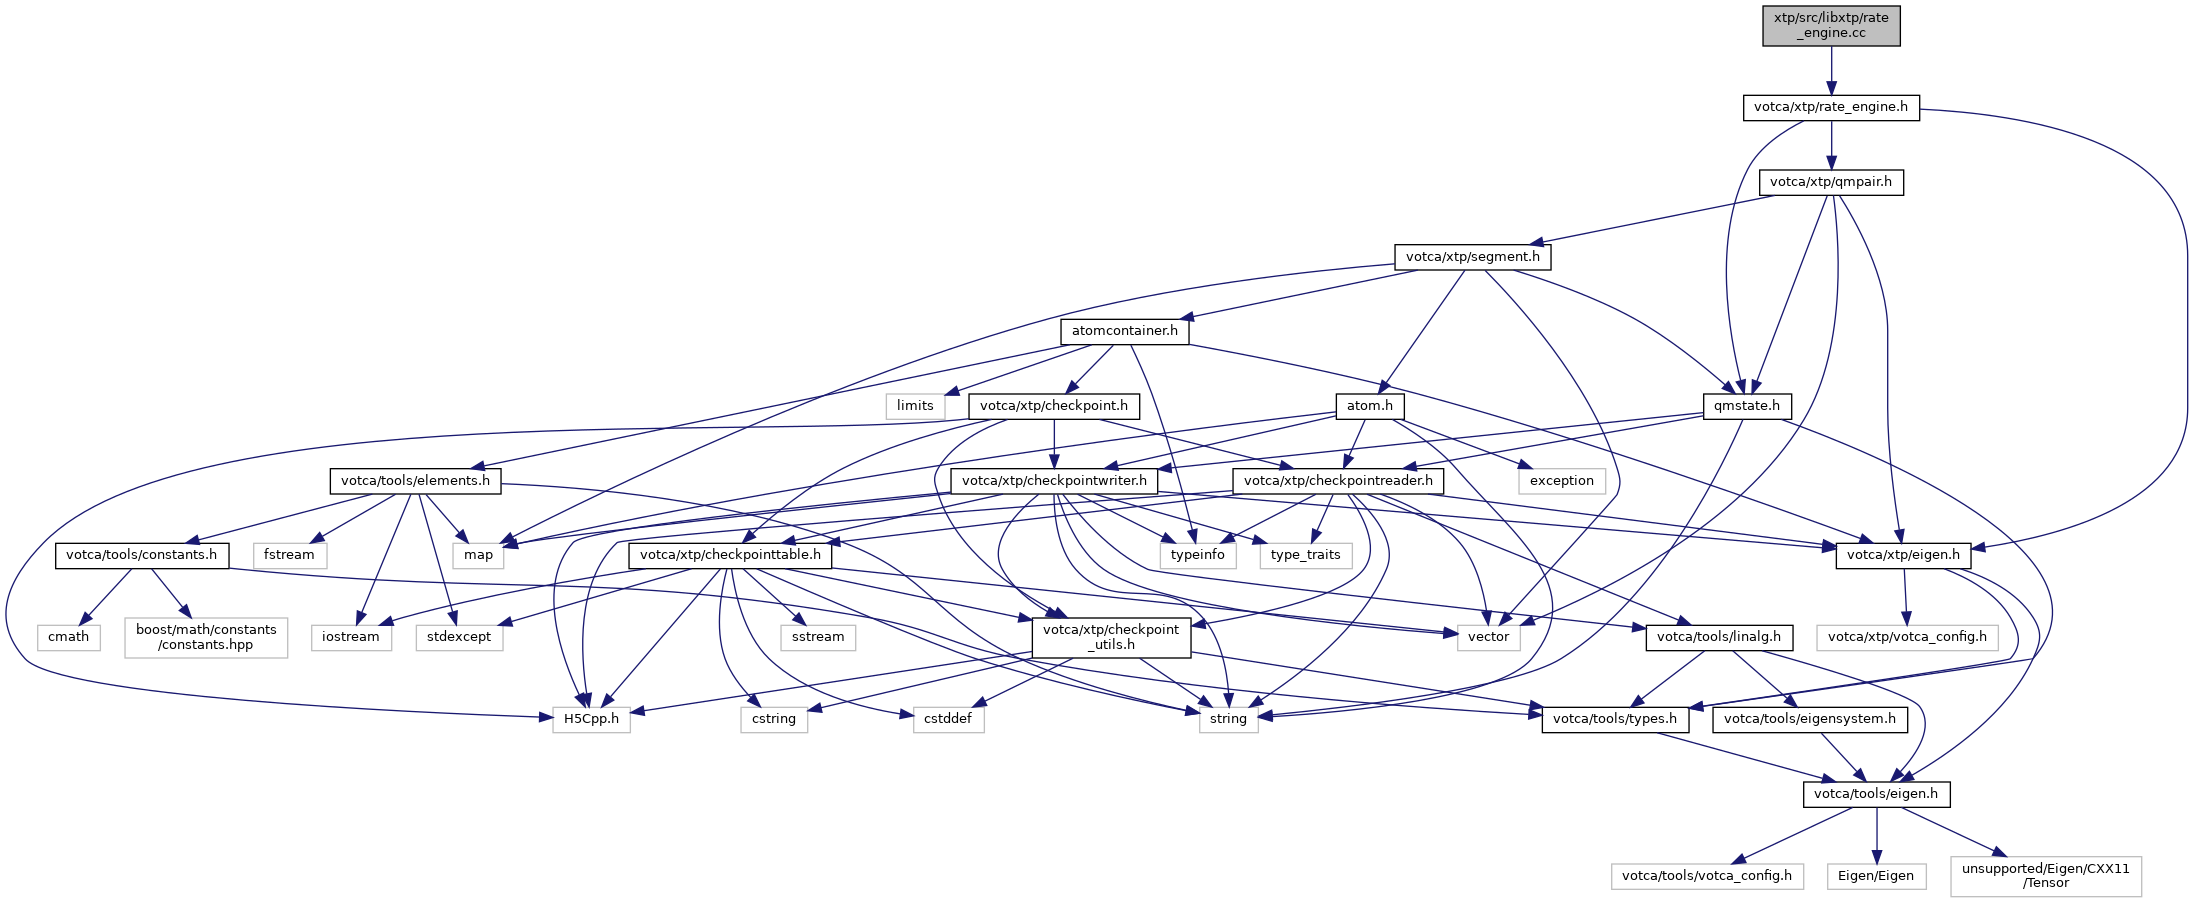 xtp/src/libxtp/rate
_engine.cc
votca/xtp/rate_engine.h
votca/xtp/qmpair.h
votca/xtp/segment.h
atomcontainer.h
limits
votca/xtp/checkpoint.h
atom.h
qmstate.h
votca/tools/elements.h
votca/xtp/checkpointwriter.h
votca/xtp/checkpointreader.h
exception
votca/tools/constants.h
fstream
map
votca/xtp/checkpointtable.h
typeinfo
type_traits
votca/xtp/eigen.h
cmath
boost/math/constants
/constants.hpp
iostream
stdexcept
sstream
votca/xtp/checkpoint
_utils.h
vector
votca/tools/linalg.h
votca/xtp/votca_config.h
H5Cpp.h
cstring
cstddef
string
votca/tools/types.h
votca/tools/eigensystem.h
votca/tools/eigen.h
votca/tools/votca_config.h
Eigen/Eigen
unsupported/Eigen/CXX11
/Tensor